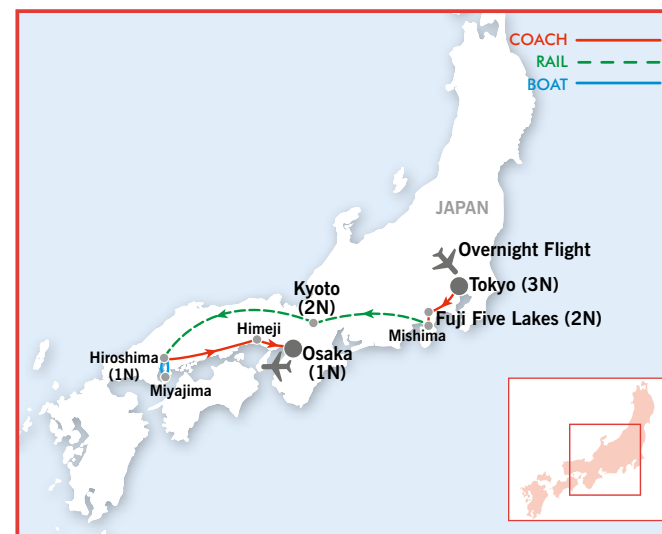 COACH
RAIL
BOAT
JAPAN
Overnight Flight
Tokyo (3N)
Fuji Five Lakes (2N)
Mishima
Kyoto
(2N)
Himeji
Osaka
(1N)
Hiroshima
(1N)
Miyajima